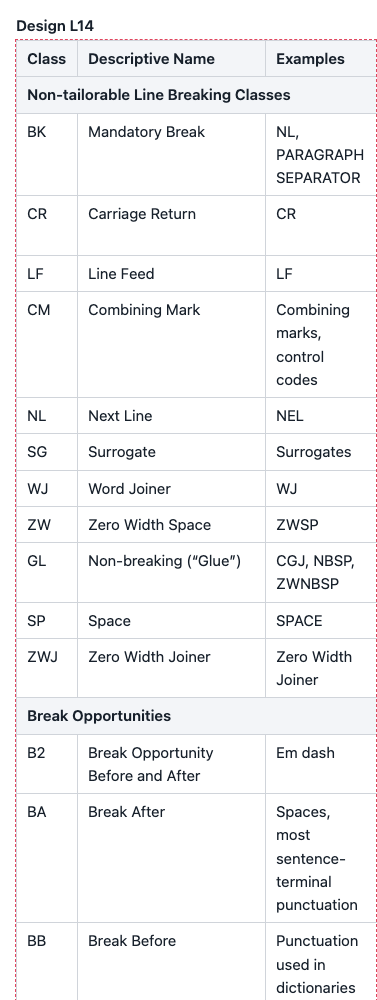 Design L14
Class Descriptive Name Examples
Non-tailorable Line Breaking Classes
BK Mandatory Break NL,
PARAGRAPH
SEPARATOR
CR Carriage Return CR
LF Line Feed LF
CM Combining Mark Combining
marks,
control
codes
NL Next Line NEL
SG Surrogate Surrogates
WJ Word Joiner WJ
ZW Zero Width Space ZWSP
GL Non-breaking (“Glue”) CGJ, NBSP,
ZWNBSP
SP Space SPACE
ZWJ Zero Width Joiner Zero Width
Joiner
Break Opportunities
B2 Break Opportunity Em dash
Before and After
BA Break After Spaces,
most
sentence-
terminal
punctuation
BB Break Before Punctuation
used in
dictionaries